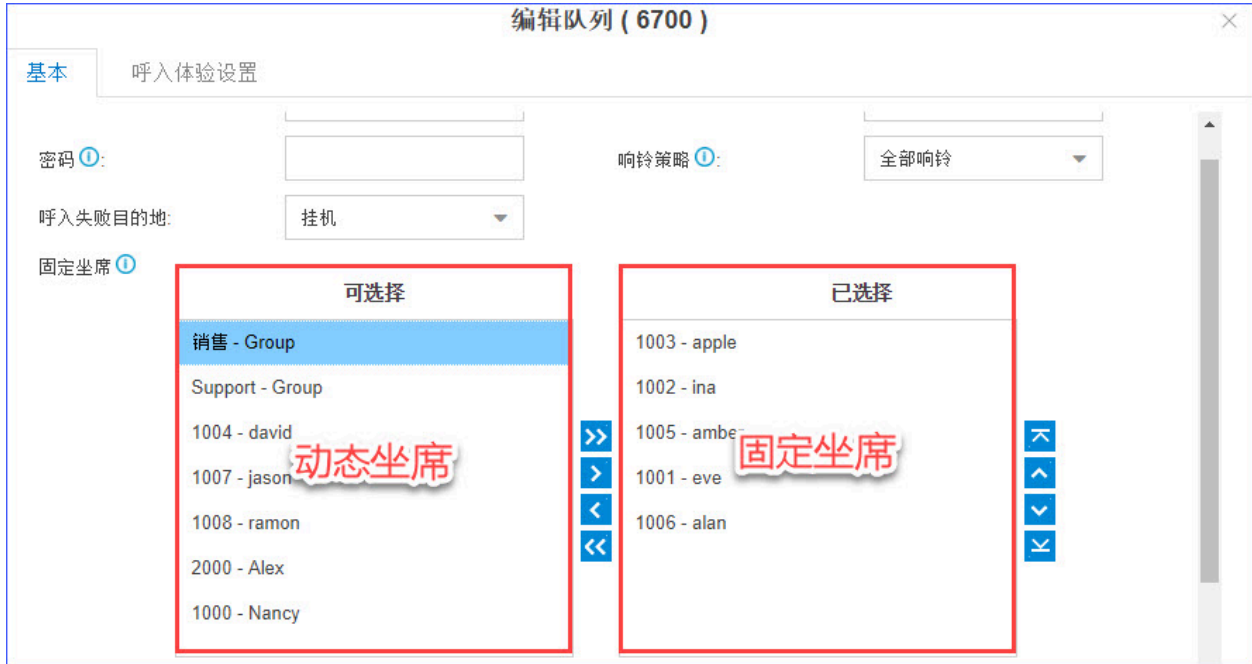 编辑队列 ( 6700 )
基本 呼入体验设置
密码 : 响铃策略 : 全部响铃
呼入失败目的地: 挂机
固定坐席
可选择 已选择
销售 - Group 1003 - apple
Support - Group 1002 - ina
1004 - david 1005 - amber
动态坐席 固定坐席
1007 - jason 1001 - eve
1008 - ramon 1006 - alan
2000 - Alex
1000 - Nancy